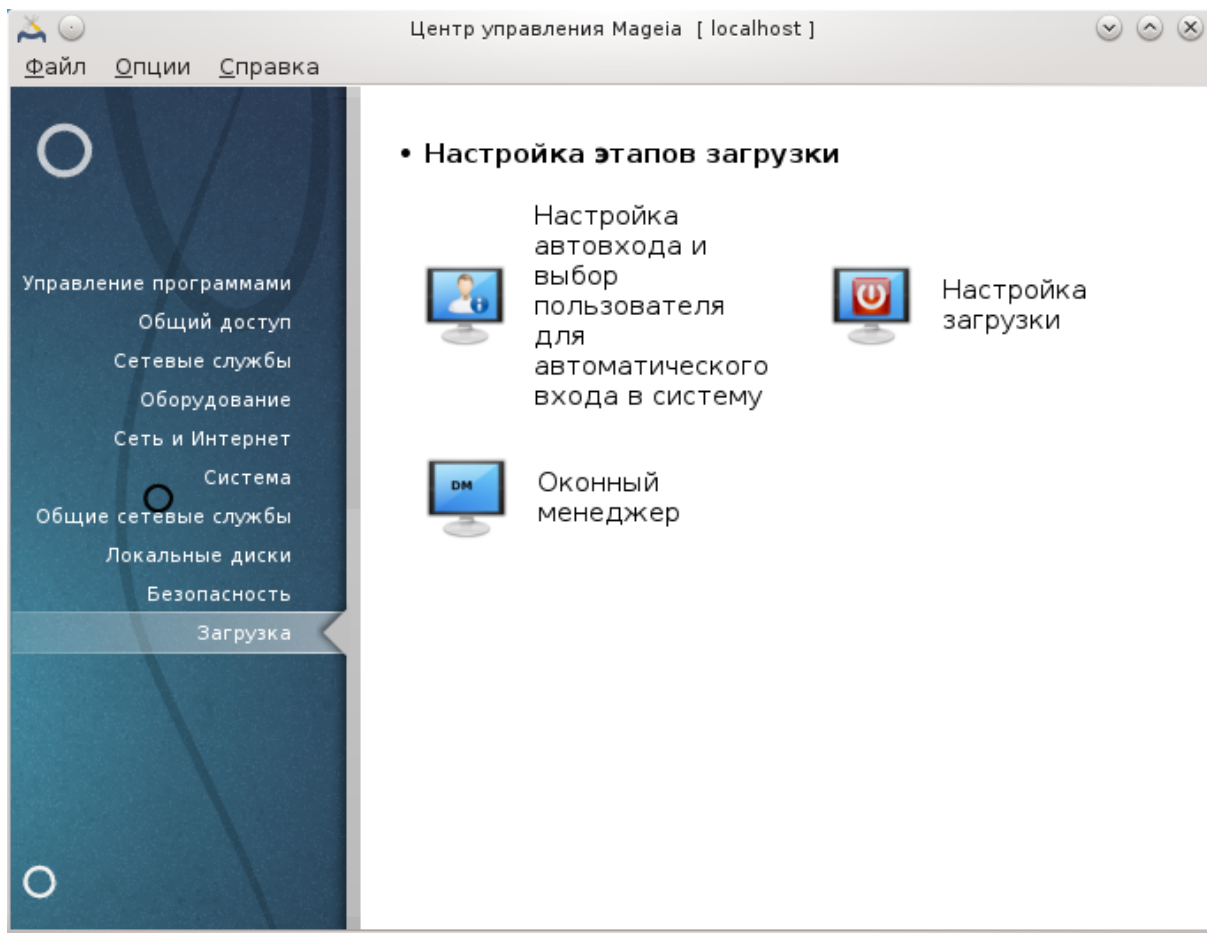 Центр управления Mageia [ localhost ]
Файл Опции Справка
Управление программами
Общий доступ
Сетевые службы
Оборудование
Сеть и Интернет
Система
Общие сетевые службы
Локальные диски
Безопасность
Загрузка
• Настройка этапов загрузки
Настройка
автовхода и
выбор
пользователя
для
автоматического
входа в систему
Настройка
загрузки
DM
Оконный
менеджер